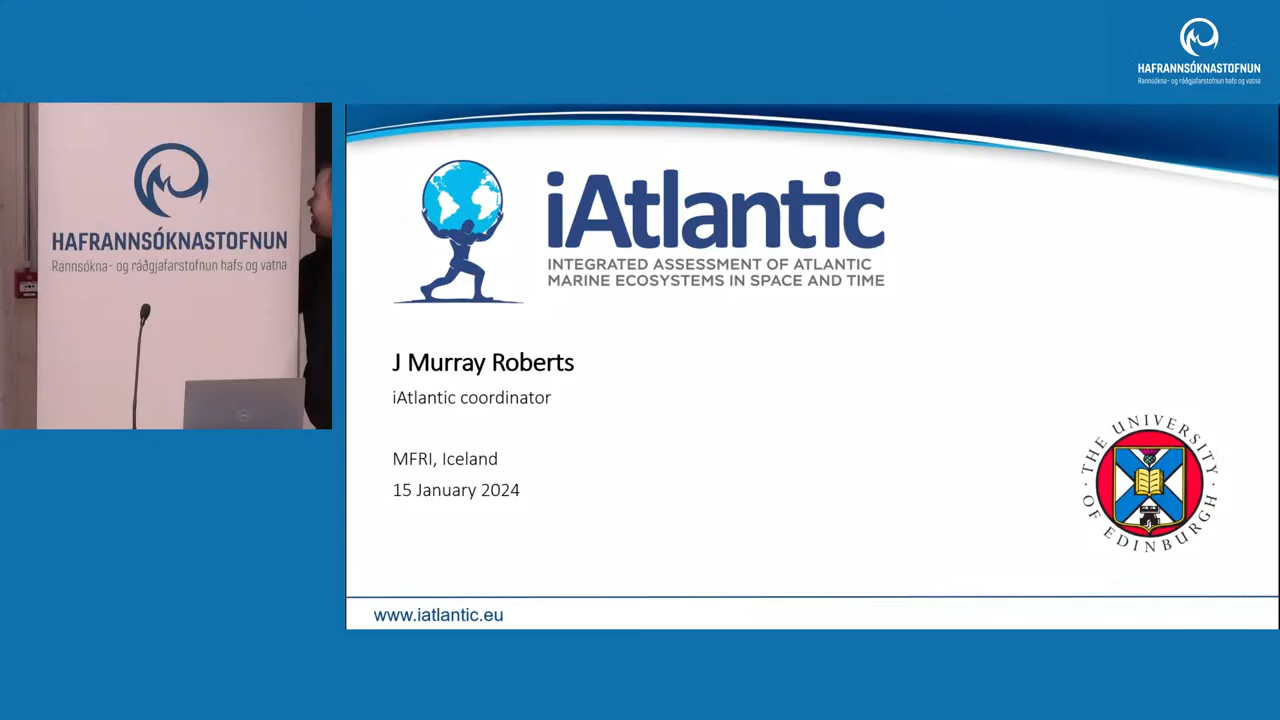 HAFRANNSÓKNASTOFNUN
Rannsókna- og ráðgjafarstofnun hafs og vatna
HAFRANNSÓKNASTOFNUN
Rannsókna- og ráðgjafarstofnun hafs og vatna
iAtlantic
INTEGRATED ASSESSMENT OF ATLANTIC
MARINE ECOSYSTEMS IN SPACE AND TIME
J Murray Roberts
iAtlantic coordinator
MFRI, Iceland
15 January 2024
THE UNIVERSITY OF EDINBURGH
www.iatlantic.eu